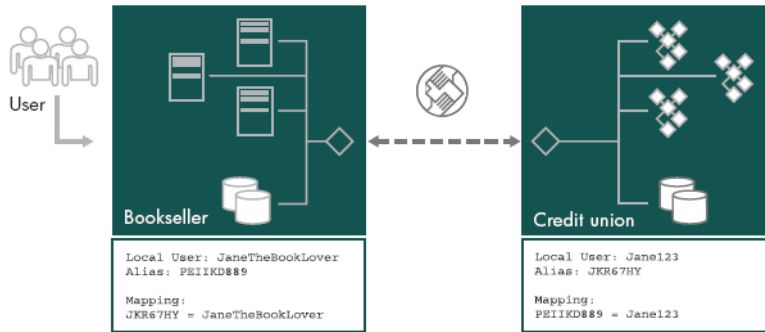 User
Bookseller
Credit union
Local User: JaneTheBookLover
Alias: PEIIKD889
Mapping:
JKR67HY = JaneTheBookLover
Local User: Jane123
Alias: JKR67HY
Mapping:
PEIIKD889 = Jane123